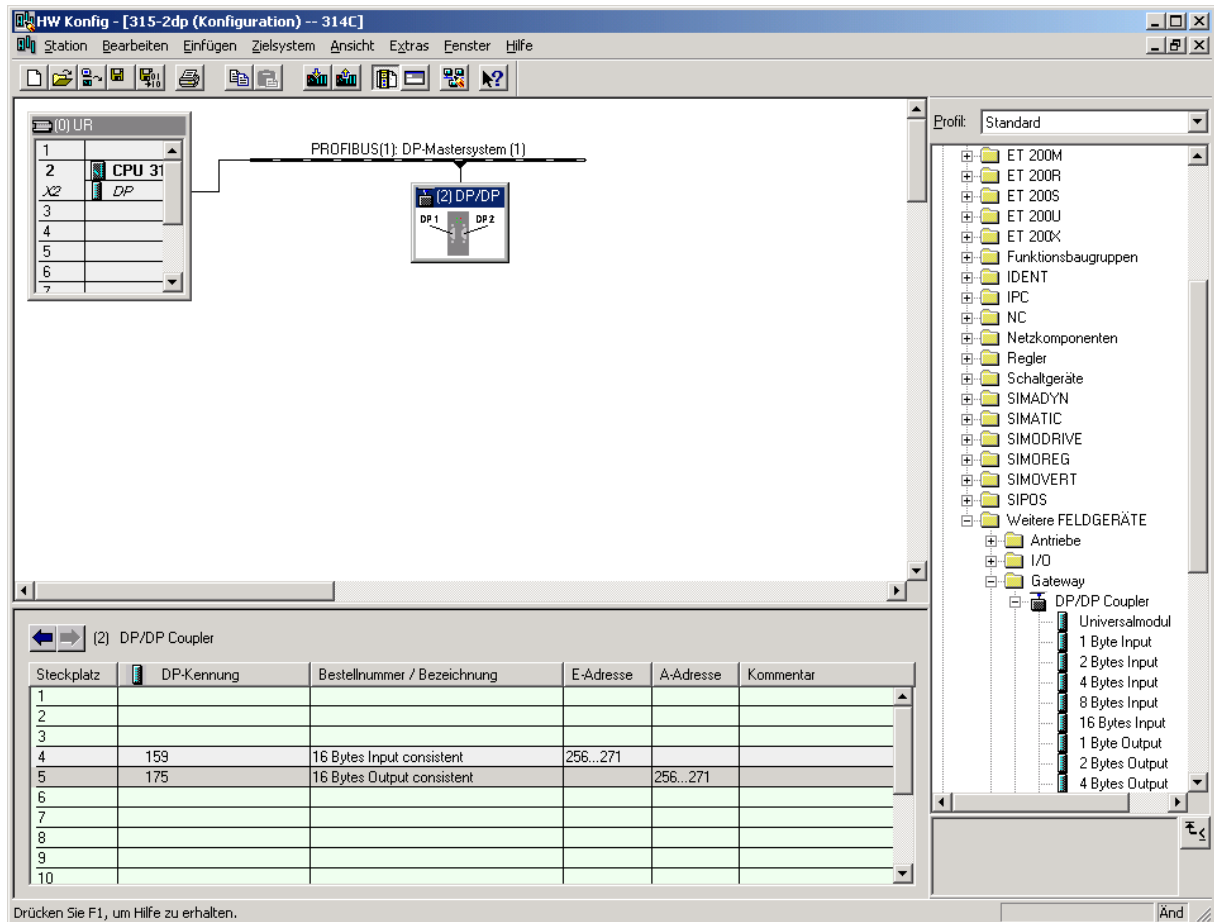 HW Konfig - [315-2dp (Konfiguration) -- 314C]
Station Bearbeiten Einfügen Zielsystem Ansicht Extras Fenster Hilfe
(0) UR
1
2 CPU 31
X2 DP
3
4
5
6
7
PROFIBUS(1): DP-Mastersystem (1)
(2) DP/DP
DP1 DP2
Profil: Standard
ET 200M
ET 200R
ET 200S
ET 200U
ET 200X
Funktionsbaugruppen
IDENT
IPC
NC
Netzkomponenten
Regler
Schaltgeräte
SIMADYN
SIMATIC
SIMODRIVE
SIMOREG
SIMOVERT
SIPOS
Weitere FELDGERÄTE
Antriebe
I/O
Gateway
DP/DP Coupler
Universalmodul
1 Byte Input
2 Bytes Input
4 Bytes Input
8 Bytes Input
16 Bytes Input
1 Byte Output
2 Bytes Output
4 Bytes Output
(2) DP/DP Coupler
Steckplatz DP-Kennung Bestellnummer / Bezeichnung E-Adresse A-Adresse Kommentar
1
2
3
4 159 16 Bytes Input consistent 256...271
5 175 16 Bytes Output consistent 256...271
6
7
8
9
10
Drücken Sie F1, um Hilfe zu erhalten.
Änd